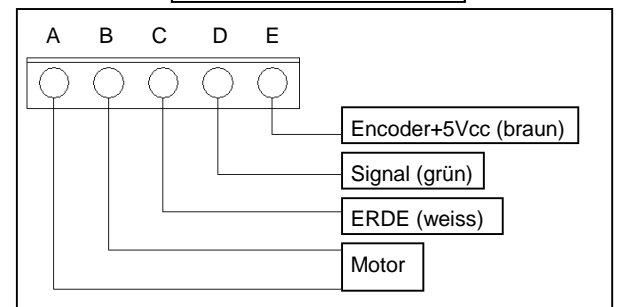 A B C D E
Encoder+5Vcc (braun)
Signal (grün)
ERDE (weiss)
Motor